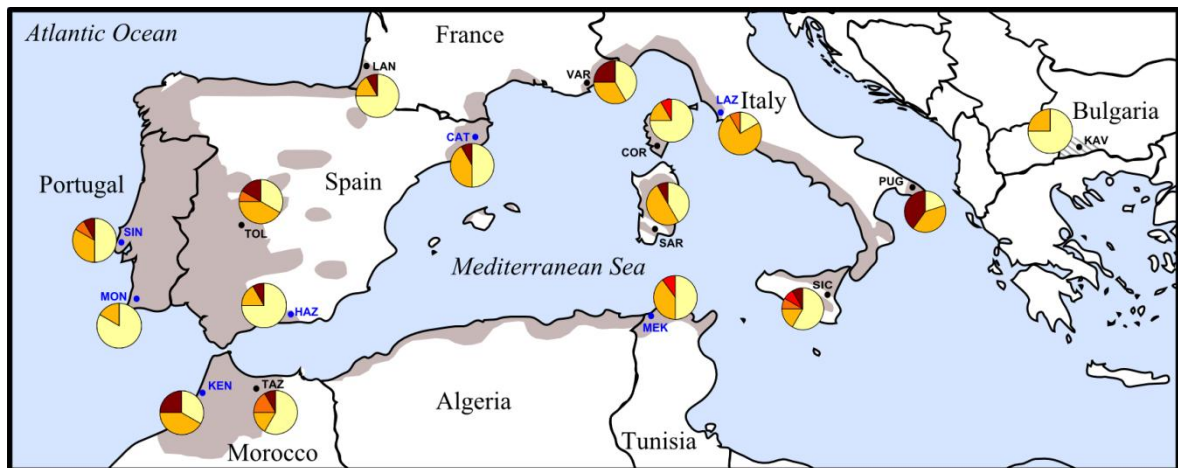 Atlantic Ocean
France
LAN
VAR
LAZ
Italy
Bulgaria
CAT
COR
KAV
Portugal
Spain
PUG
SIN
TOL
SAR
Mediterranean Sea
SIC
MON
HAZ
MEK
KEN
TAZ
Algeria
Tunisia
Morocco